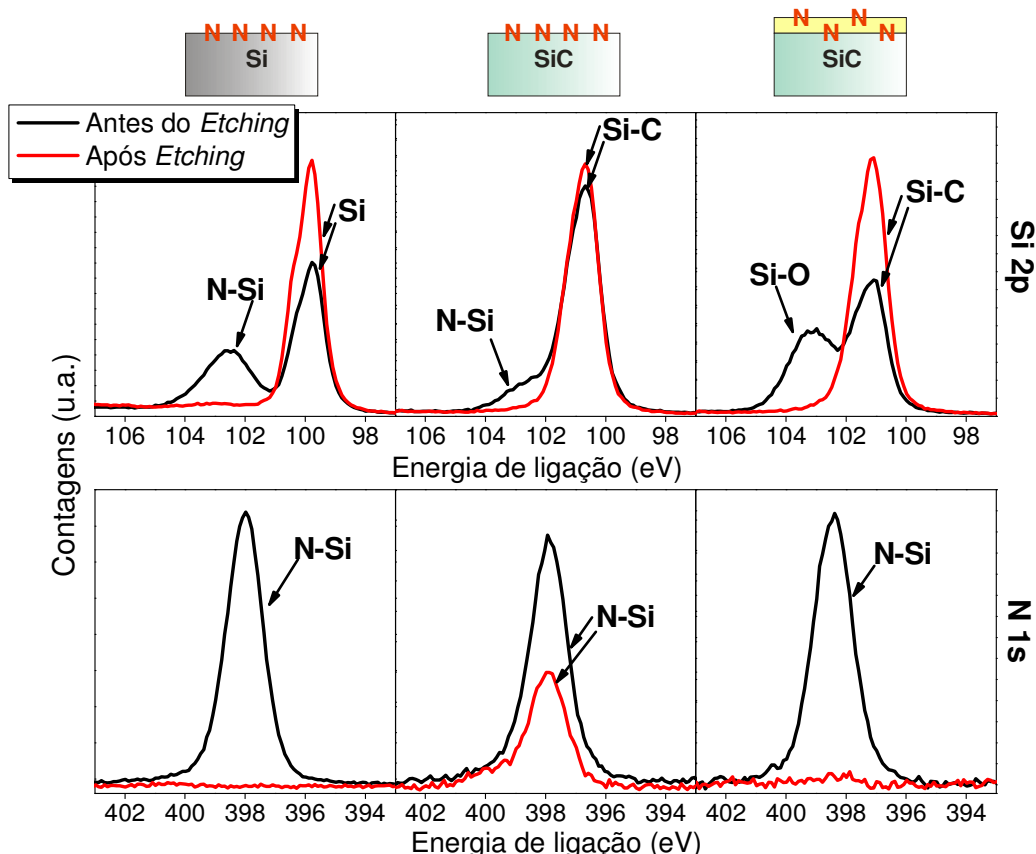 N N N N
Si
N N N N
SiC
N N N N
SiC
Antes do Etching
Após Etching
Si
N-Si
Si-C
N-Si
Si-C
Si-O
Si 2p
106 104 102 100 98
106 104 102 100 98
106 104 102 100 98
Energia de ligação (eV)
Contagens (u.a.)
N-Si
N-Si
N-Si
N 1s
402 400 398 396 394
402 400 398 396 394
402 400 398 396 394
Energia de ligação (eV)